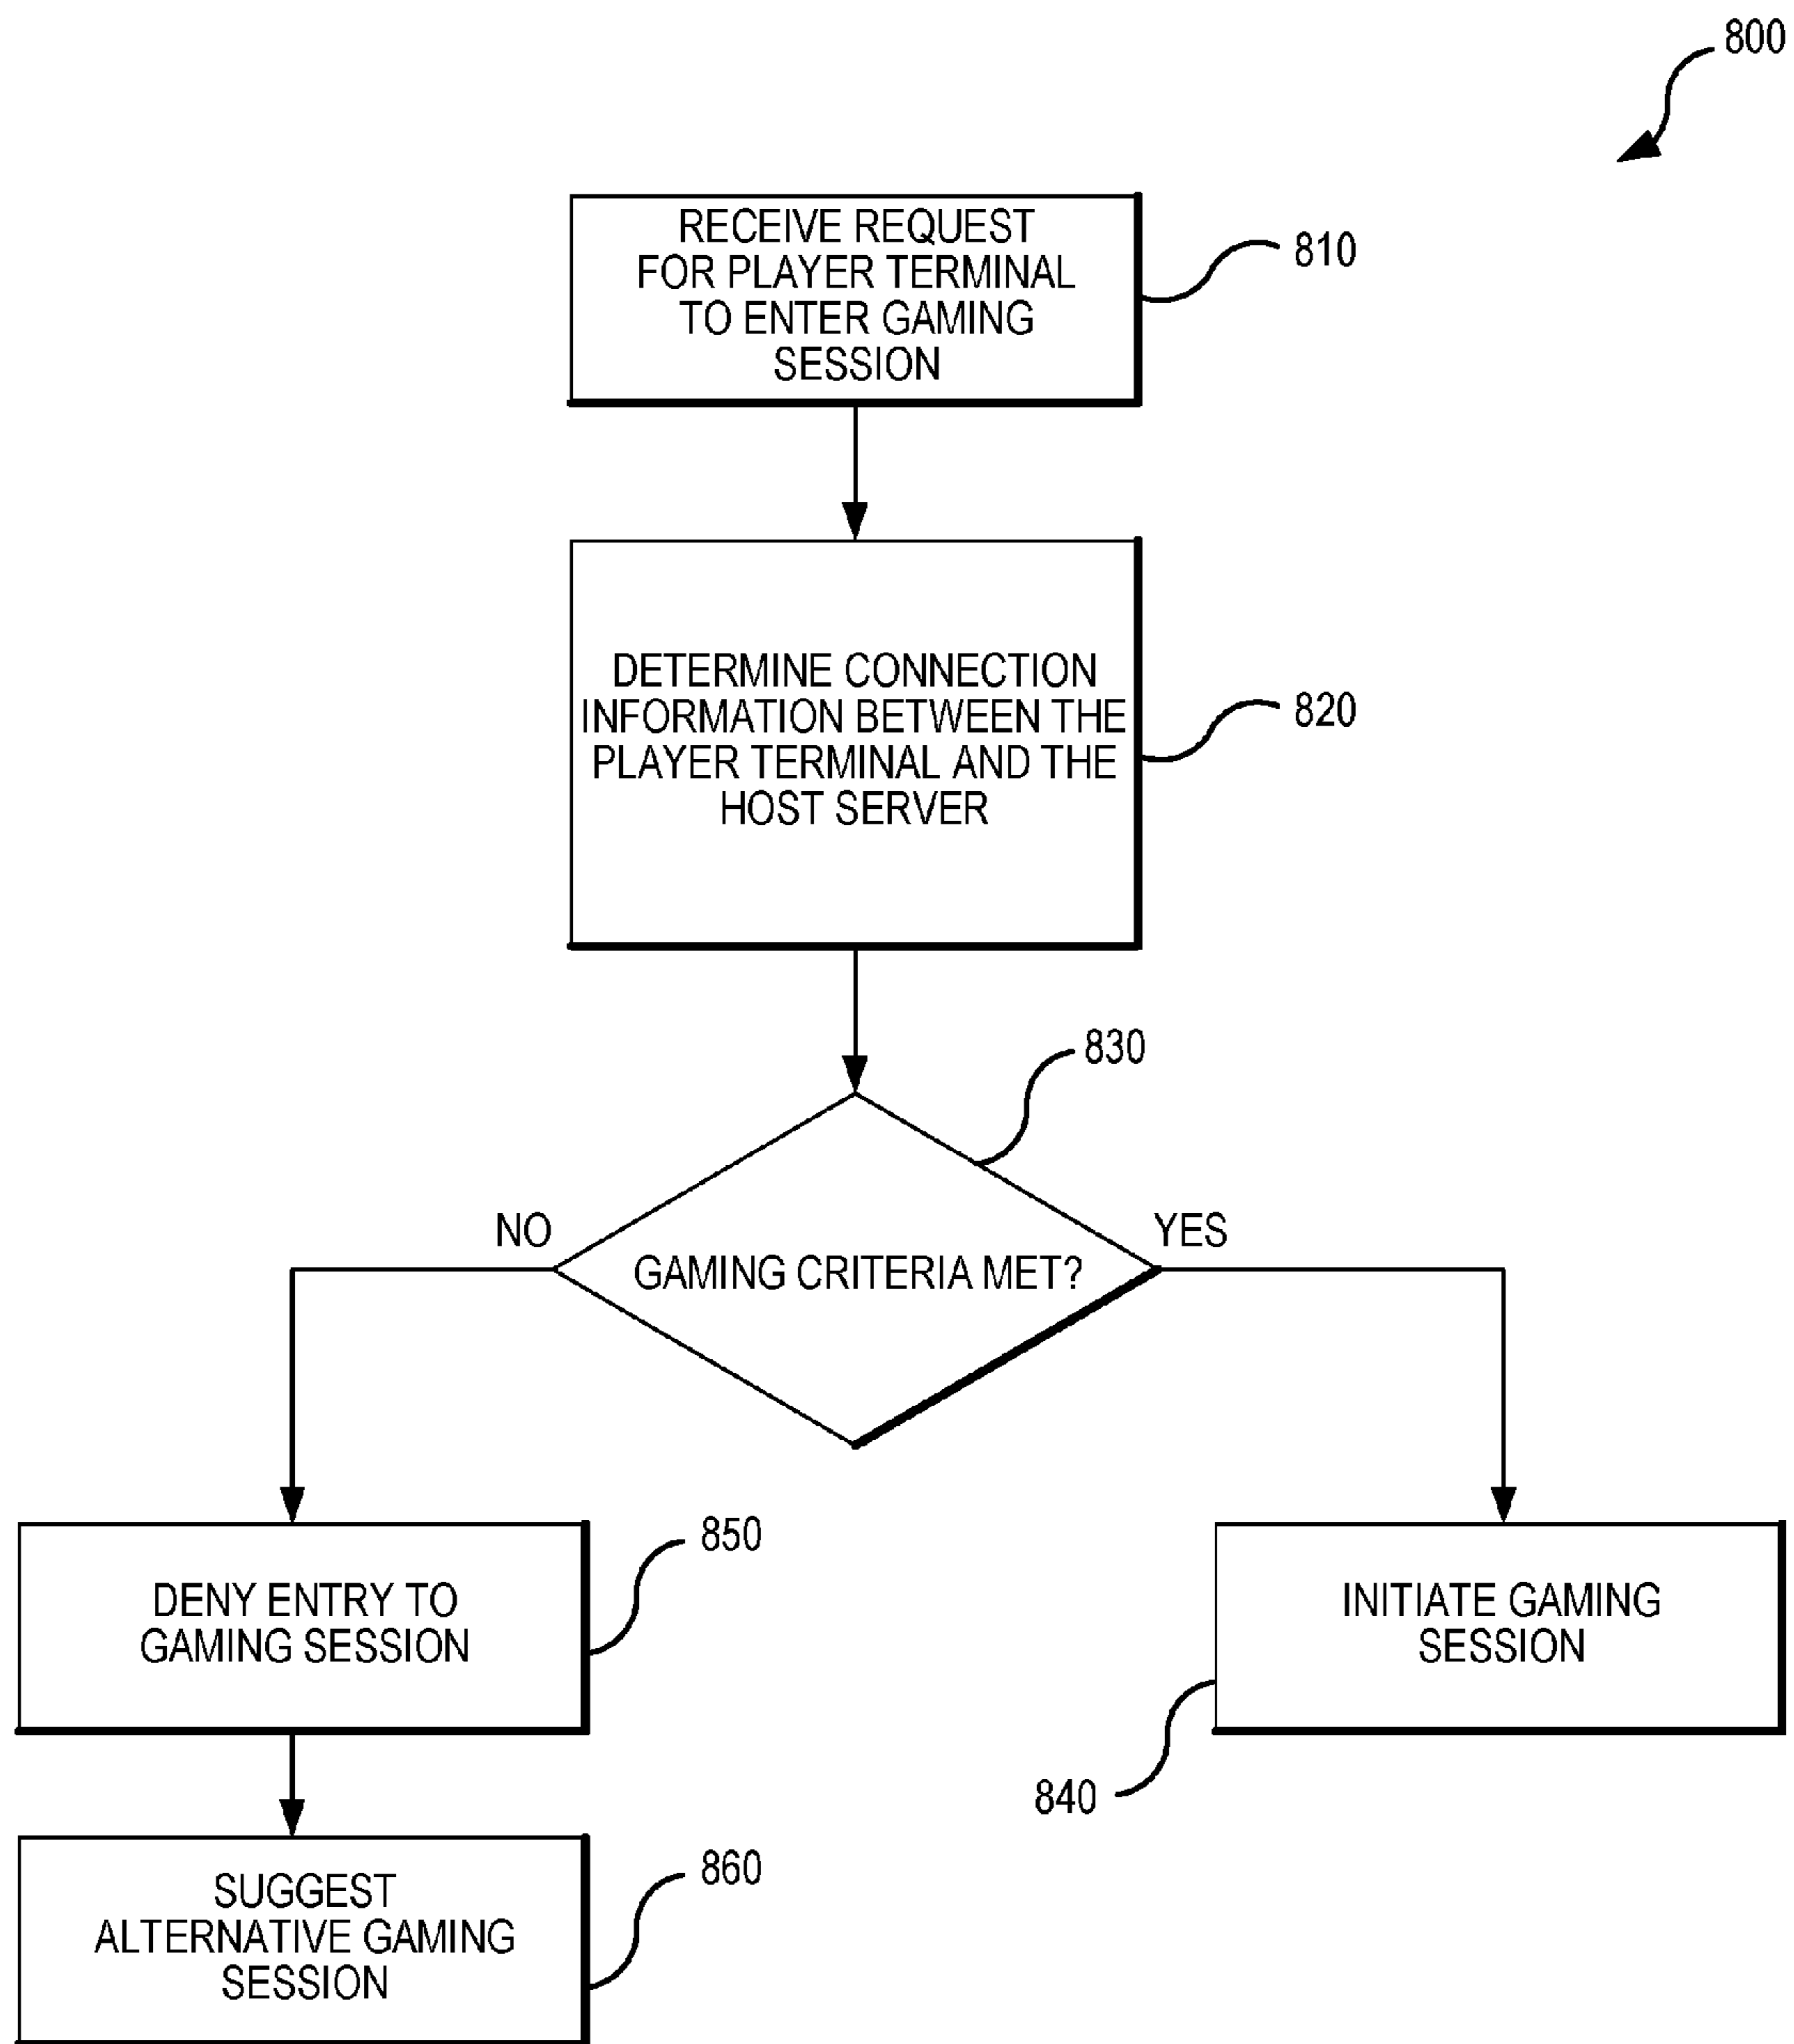 800
RECEIVE REQUEST
FOR PLAYER TERMINAL
TO ENTER GAMING
SESSION
810
DETERMINE CONNECTION
INFORMATION BETWEEN THE
PLAYER TERMINAL AND THE
HOST SERVER
820
830
NO
YES
GAMING CRITERIA MET?
DENY ENTRY TO
GAMING SESSION
850
INITIATE GAMING
SESSION
840
SUGGEST
ALTERNATIVE GAMING
SESSION
860